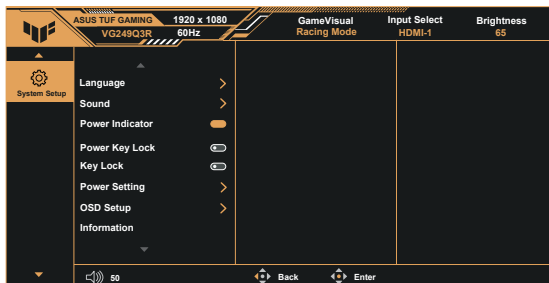 ASUS TUF GAMING 1920 x 1080 GameVisual Input Select Brightness
VG249Q3R 60Hz Racing Mode HDMI-1 65
System Setup
Language
Sound
Power Indicator
Power Key Lock
Key Lock
Power Setting
OSD Setup
Information
50 Back Enter